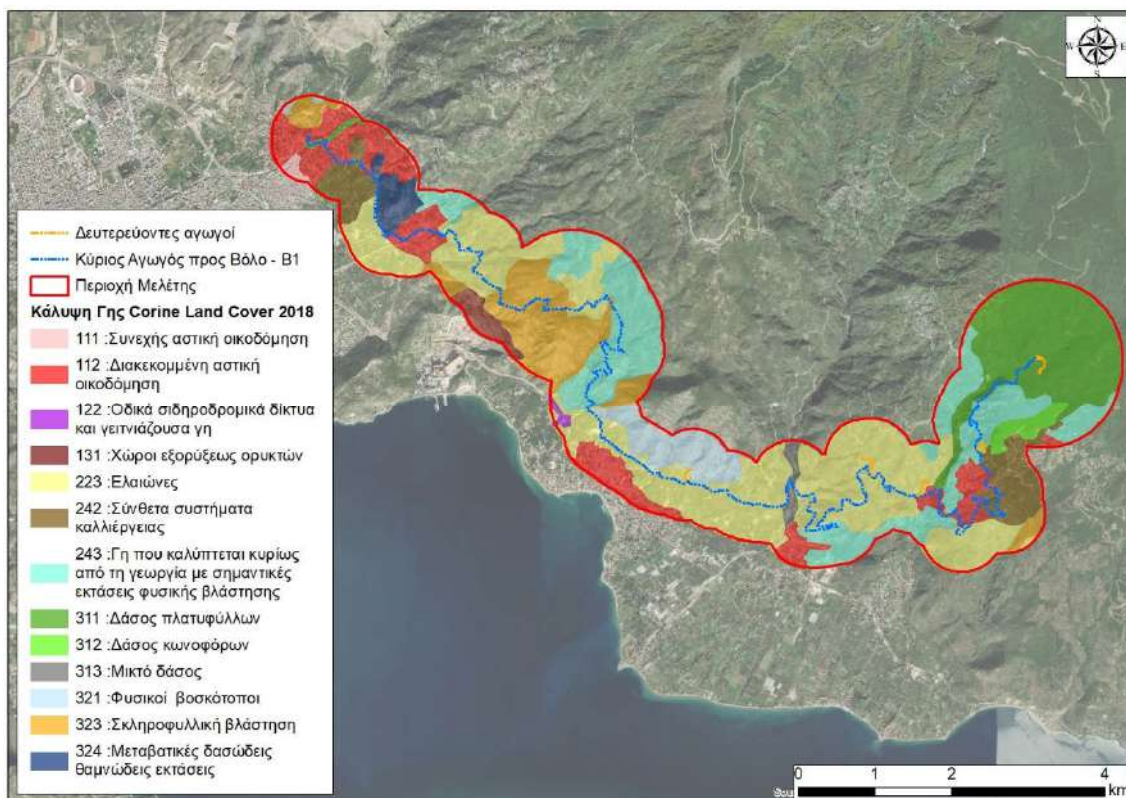 N
W
E
S
Δευτερεύοντες αγωγοί
Κύριος Αγωγός προς Βόλο - Β1
Περιοχή Μελέτης
Κάλυψη Γης Corine Land Cover 2018
111 :Συνεχής αστική οικοδόμηση
112 :Διακεκομμένη αστική
οικοδόμηση
122 :Οδικά σιδηροδρομικά δίκτυα
και γειτνιάζουσα γη
131 :Χώροι εξορύξεως ορυκτών
223 :Ελαιώνες
242 :Σύνθετα συστήματα
καλλιέργειας
243 :Γη που καλύπτεται κυρίως
από τη γεωργία με σημαντικές
εκτάσεις φυσικής βλάστησης
311 :Δάσος πλατυφύλλων
312 :Δάσος κωνοφόρων
313 :Μικτό δάσος
321 :Φυσικοί βοσκότοποι
323 :Σκληροφυλλική βλάστηση
324 :Μεταβατικές δασώδεις
θαμνώδεις εκτάσεις
0 1 2 4
km